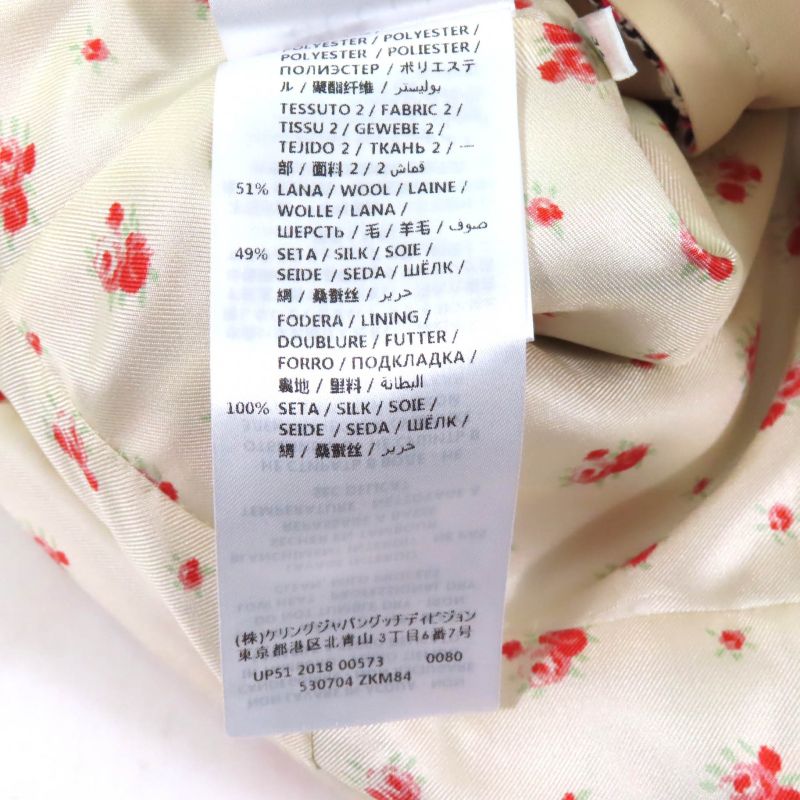 POLYESTER / POLYESTER /
POLYESTER / POLIESTER /
ПОЛИЭСТЕР / ポリエステ
ル / 聚酯纤维 / بوليستر
TESSUTO 2 / FABRIC 2 /
TISSU 2 / GEWEBE 2 /
TEJIDO 2 / ТКАНЬ 2 / 一
部 / 面料 2 / قماش 2
51% LANA / WOOL / LAINE /
WOLLE / LANA /
ШЕРСТЬ / 毛 / 羊毛 / صوف
49% SETA / SILK / SOIE /
SEIDE / SEDA / ШЁЛК /
絹 / 桑蚕丝 / حرير
FODERA / LINING /
DOUBLURE / FUTTER /
FORRO / ПОДКЛАДКА /
裏地 / 里料 / البطانة
100% SETA / SILK / SOIE /
SEIDE / SEDA / ШЁЛК /
絹 / 桑蚕丝 / حرير
(株)ケリングジャパングッチディビジョン
東京都港区北青山3丁目6番7号
UP51 2018 00573 0080
530704 ZKM84